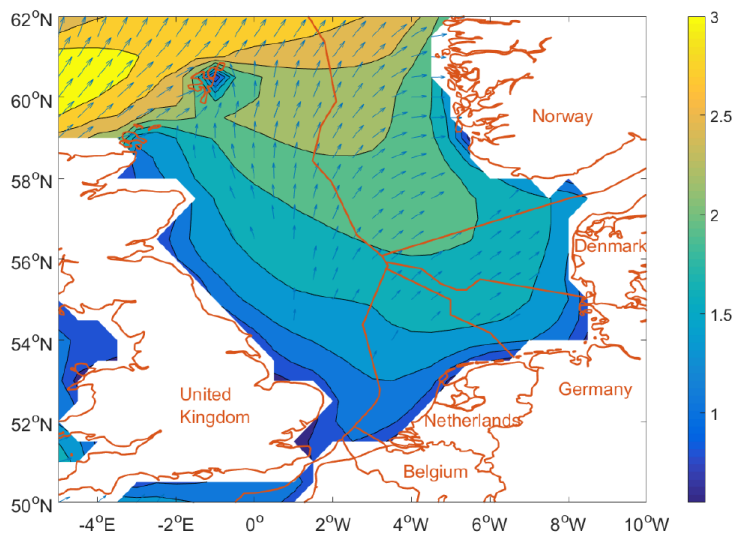 62°N
60°N
58°N
56°N
54°N
52°N
50°N
-4°E
-2°E
0°
2°W
4°W
6°W
8°W
10°W
Norway
Denmark
Germany
United
Kingdom
Netherlands
Belgium
3
2.5
2
1.5
1